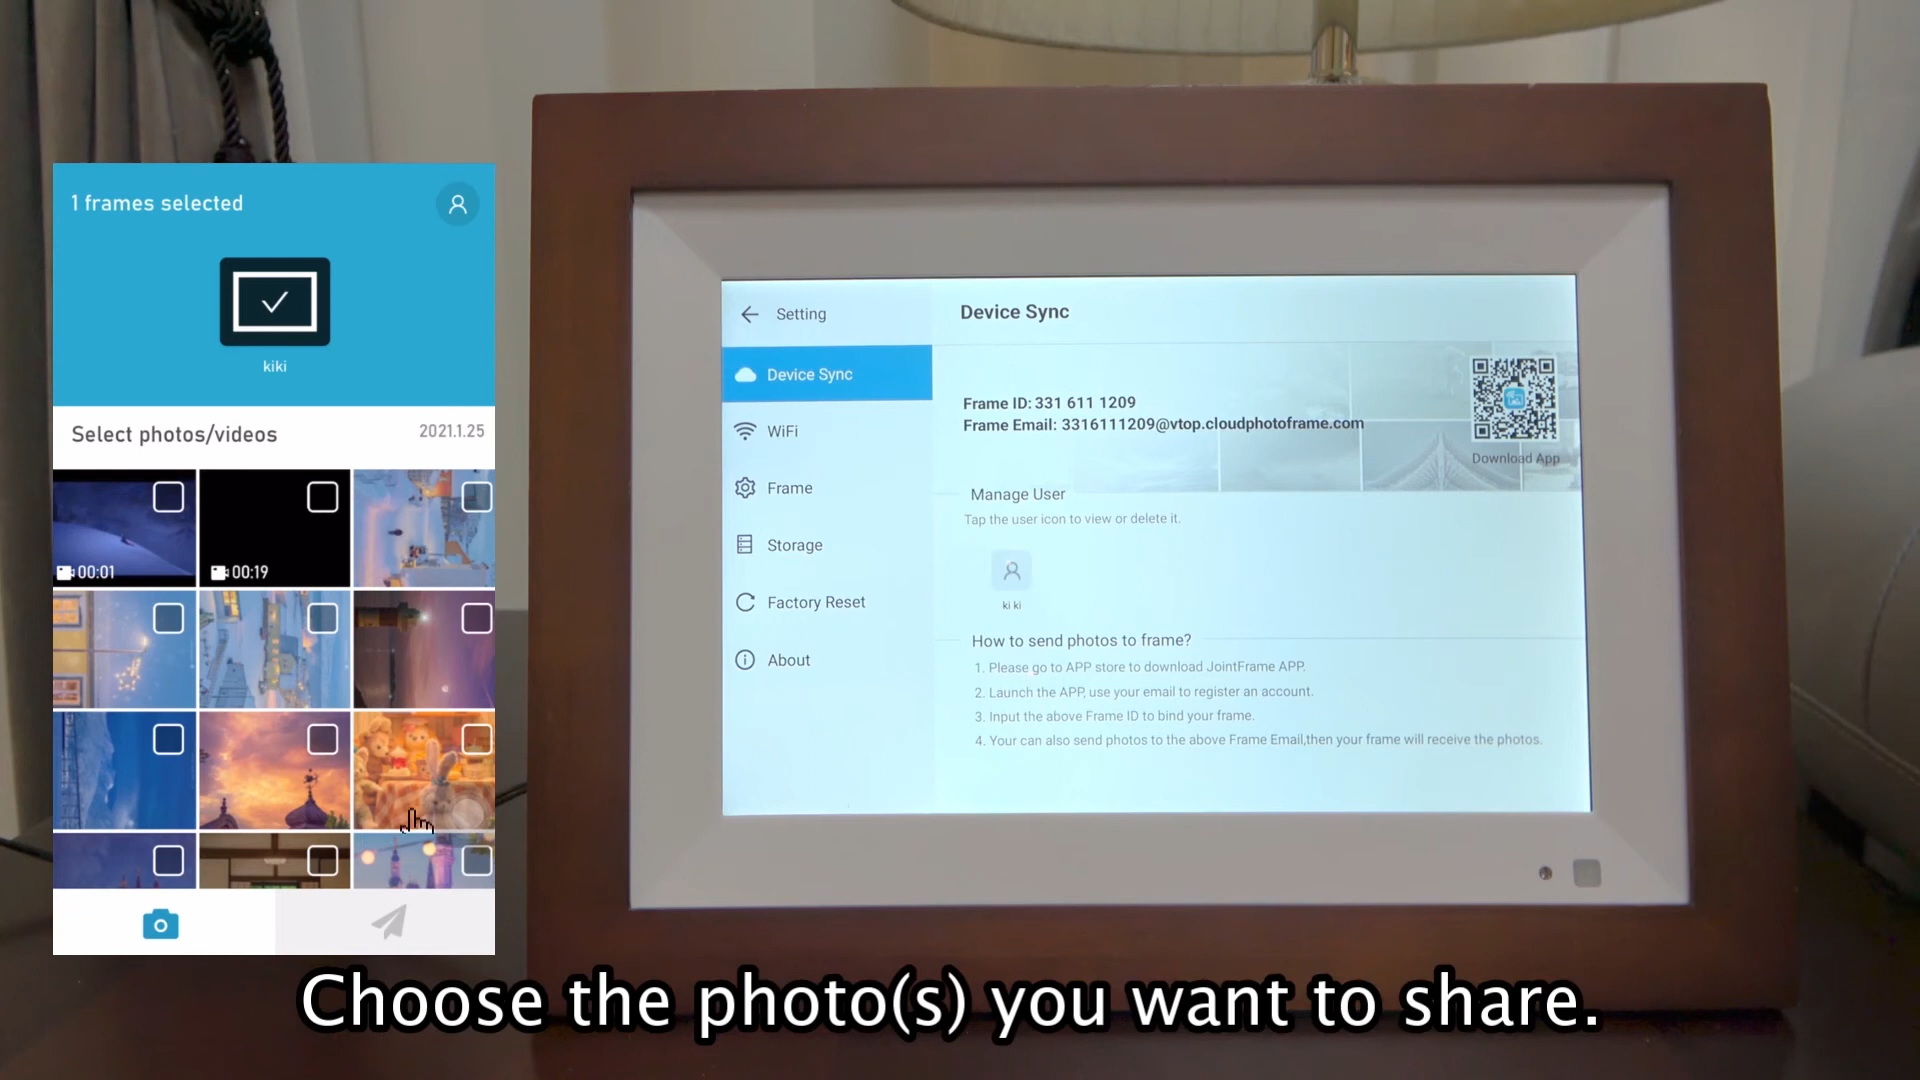 1 frames selected
kiki
Select photos/videos
2021.1.25
00:01
00:19
Setting
Device Sync
WiFi
Frame
Storage
Factory Reset
About
Device Sync
Frame ID: 331 611 1209
Frame Email: 3316111209@vtop.cloudphotoframe.com
Download App
Manage User
Tap the user icon to view or delete it.
ki ki
How to send photos to frame?
1. Please go to APP store to download JointFrame APP.
2. Launch the APP, use your email to register an account.
3. Input the above Frame ID to bind your frame.
4. Your can also send photos to the above Frame Email,then your frame will receive the photos.
Choose the photo(s) you want to share.